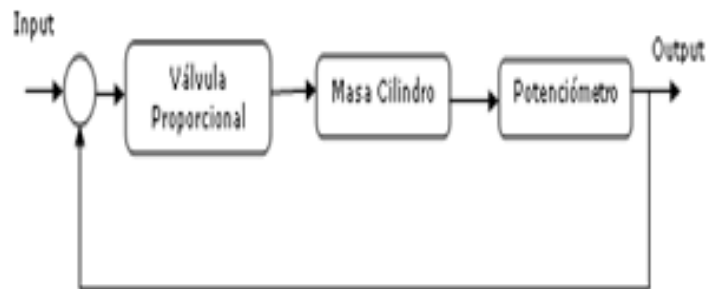 Input
Válvula
Proporcional
Masa Cilindro
Potenciómetro
Output